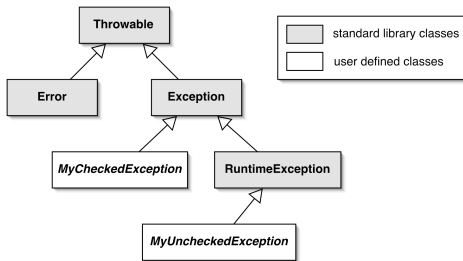 Throwable
standard library classes
user defined classes
Error
Exception
MyCheckedException
RuntimeException
MyUncheckedException